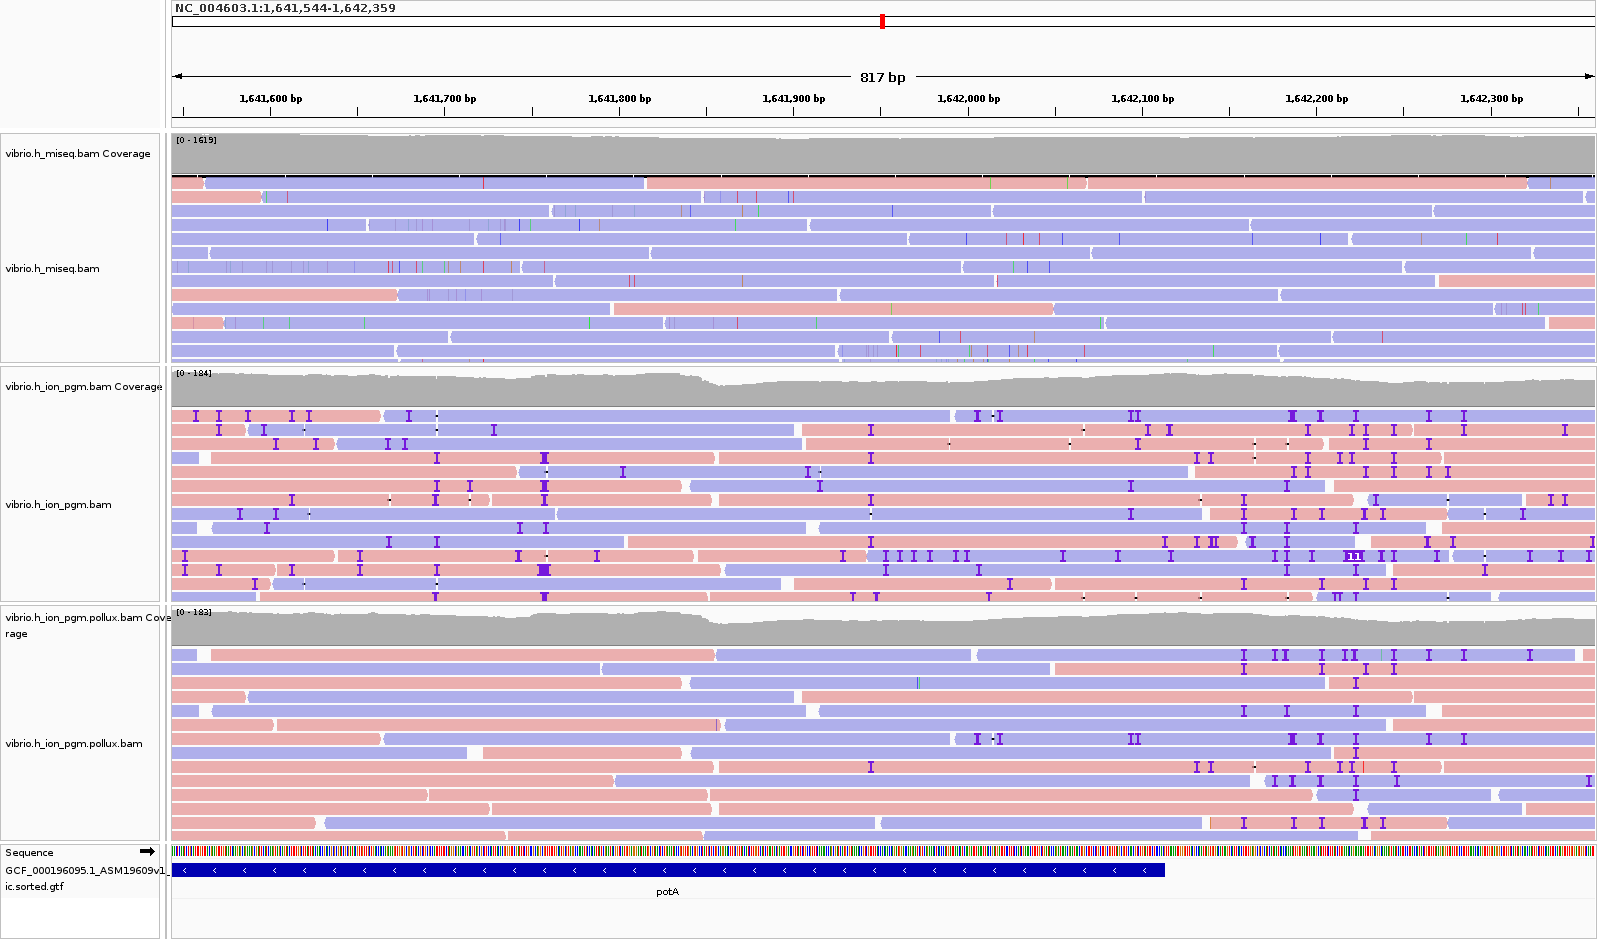 NC_004603.1:1,641,544-1,642,359
817 bp
1,641,600 bp 1,641,700 bp 1,641,800 bp 1,641,900 bp 1,642,000 bp 1,642,100 bp 1,642,200 bp 1,642,300 bp
[0 - 1619]
vibrio.h_miseq.bam Coverage
vibrio.h_miseq.bam
[0 - 184]
vibrio.h_ion_pgm.bam Coverage
vibrio.h_ion_pgm.bam
11
[0 - 183]
vibrio.h_ion_pgm.pollux.bam Cove
rage
vibrio.h_ion_pgm.pollux.bam
Sequence
GCF_000196095.1_ASM19609v1_
ic.sorted.gtf
potA